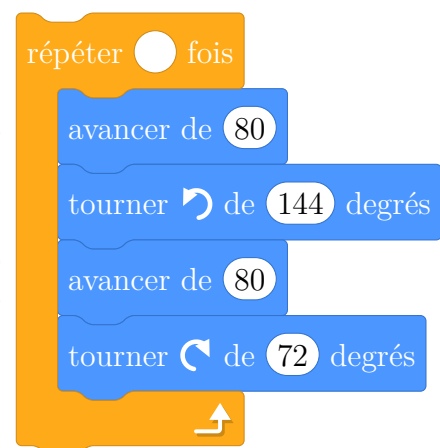 répéter fois
avancer de 80
tourner de 144 degrés
avancer de 80
tourner de 72 degrés